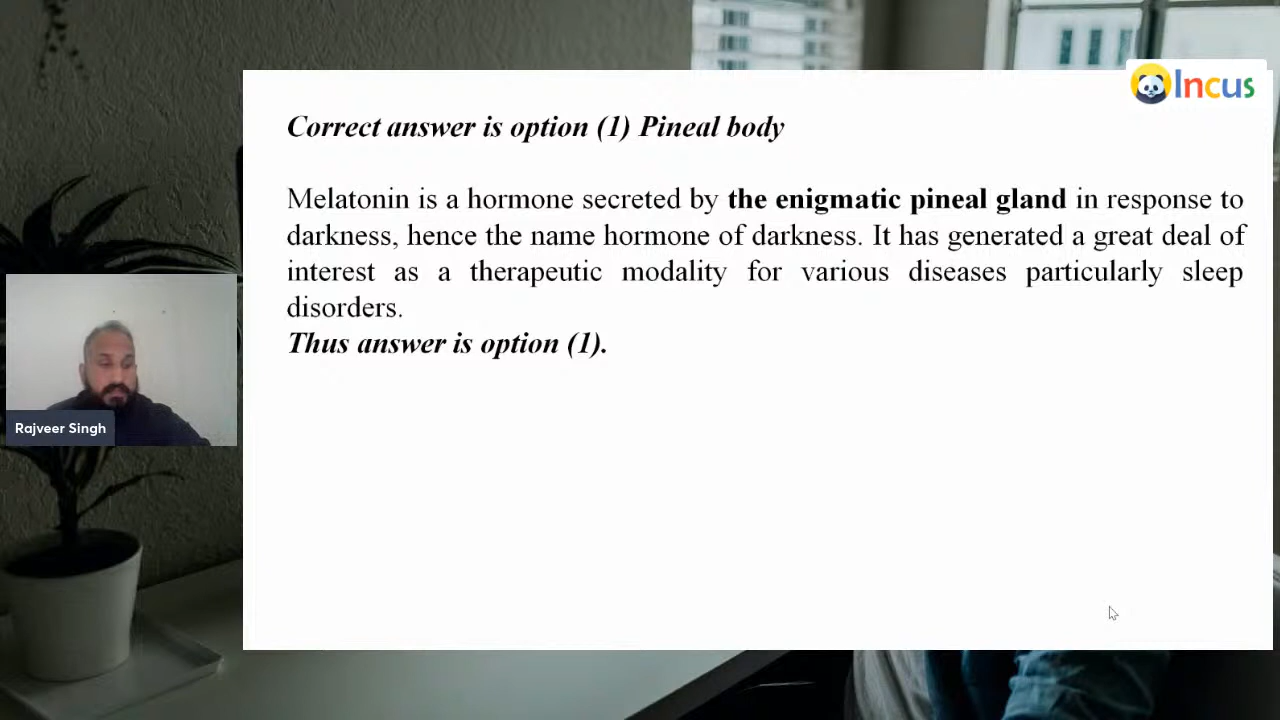 Incus
Correct answer is option (1) Pineal body
Melatonin is a hormone secreted by the enigmatic pineal gland in response to
darkness, hence the name hormone of darkness. It has generated a great deal of
interest as a therapeutic modality for various diseases particularly sleep
disorders.
Thus answer is option (1).
Rajveer Singh